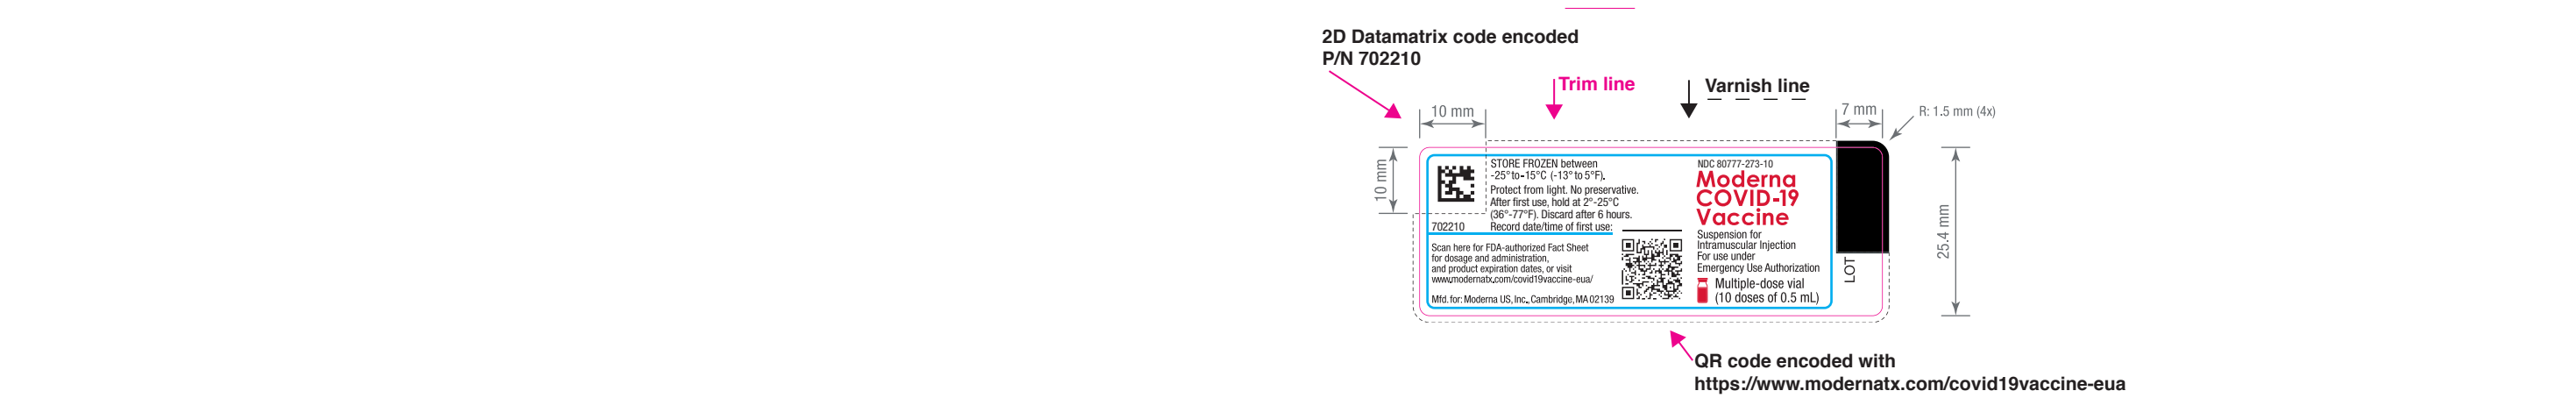 2D Datamatrix code encoded
P/N 702210
Trim line
Varnish line
10 mm
7 mm
R: 1.5 mm (4x)
10 mm
25.4 mm
STORE FROZEN between
-25° to -15°C (-13° to 5°F).
Protect from light. No preservative.
After first use, hold at 2°-25°C
(36°-77°F). Discard after 6 hours.
702210
Record date/time of first use:
Scan here for FDA-authorized Fact Sheet
for dosage and administration,
and product expiration dates, or visit
www.modernatx.com/covid19vaccine-eua/
Mfd. for: Moderna US, Inc., Cambridge, MA 02139
NDC 80777-273-10
Moderna
COVID-19
Vaccine
Suspension for
Intramuscular Injection
For use under
Emergency Use Authorization
Multiple-dose vial
(10 doses of 0.5 mL)
LOT
QR code encoded with
https://www.modernatx.com/covid19vaccine-eua